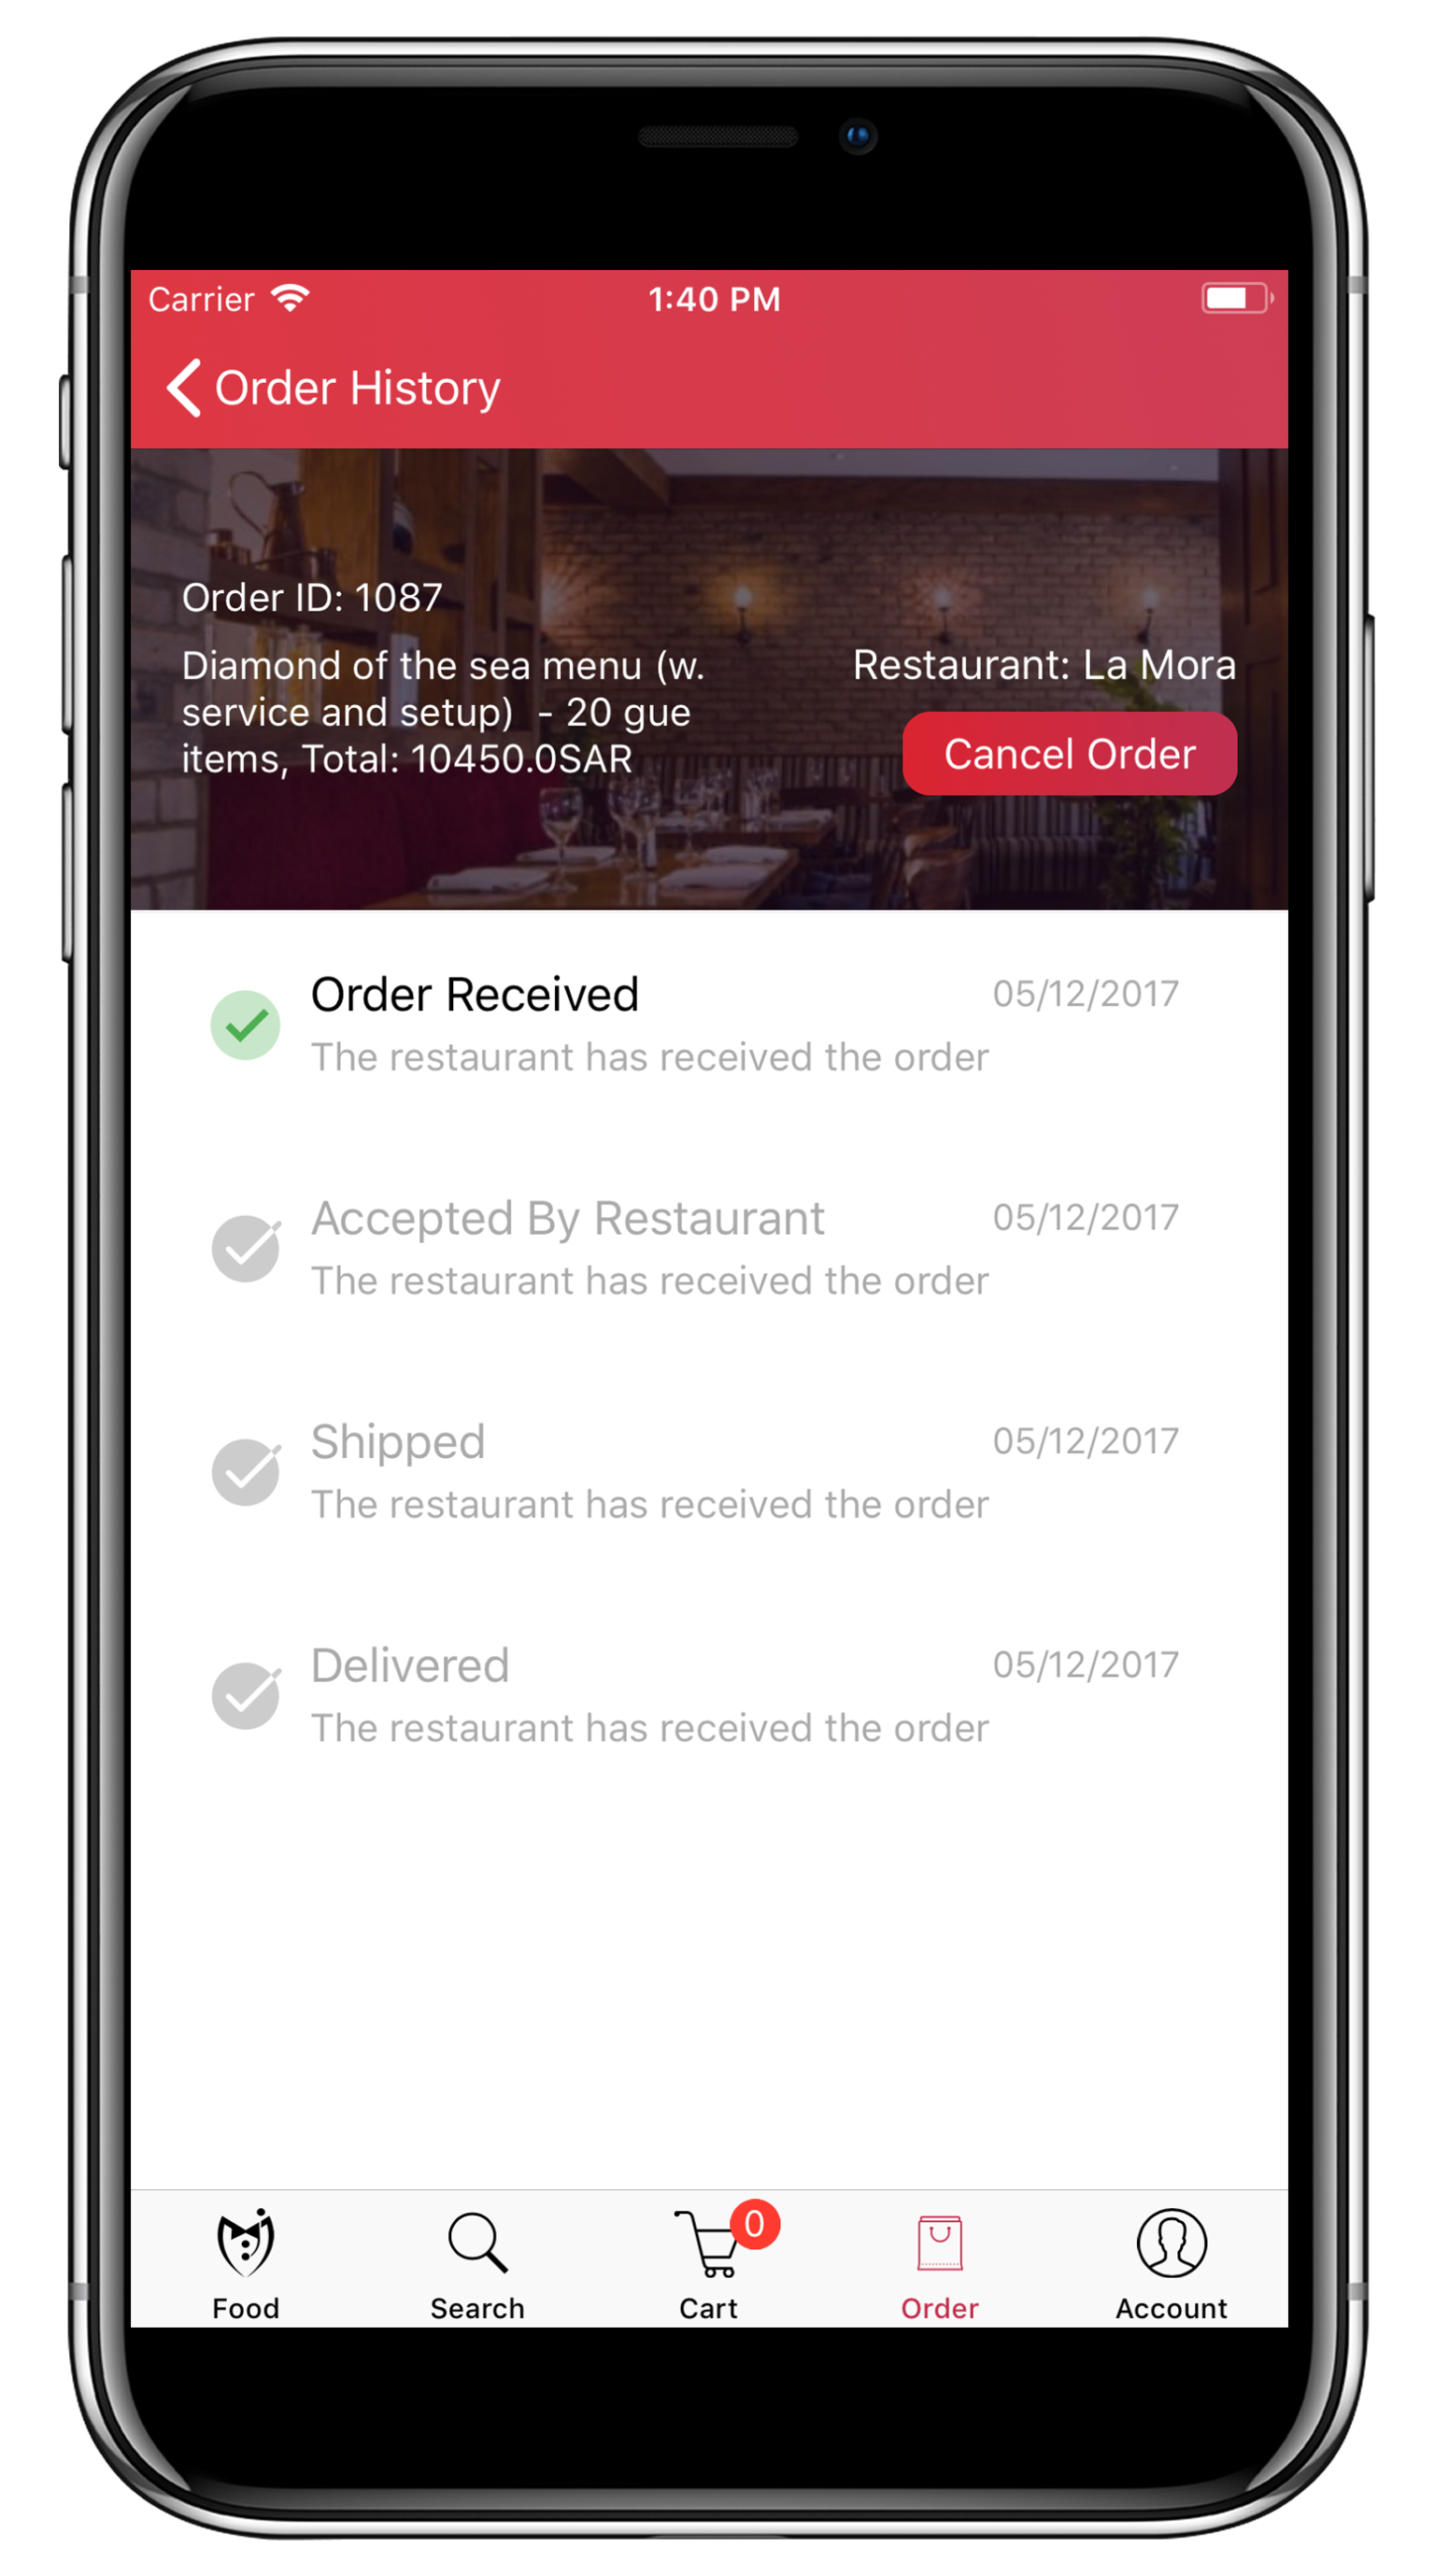 Carrier
1:40 PM
Order History
Order ID: 1087
Diamond of the sea menu (w.
service and setup)  - 20 gue
items, Total: 10450.0SAR
Restaurant: La Mora
Cancel Order
Order Received
05/12/2017
The restaurant has received the order
Accepted By Restaurant
05/12/2017
The restaurant has received the order
Shipped
05/12/2017
The restaurant has received the order
Delivered
05/12/2017
The restaurant has received the order
0
Food
Search
Cart
Order
Account